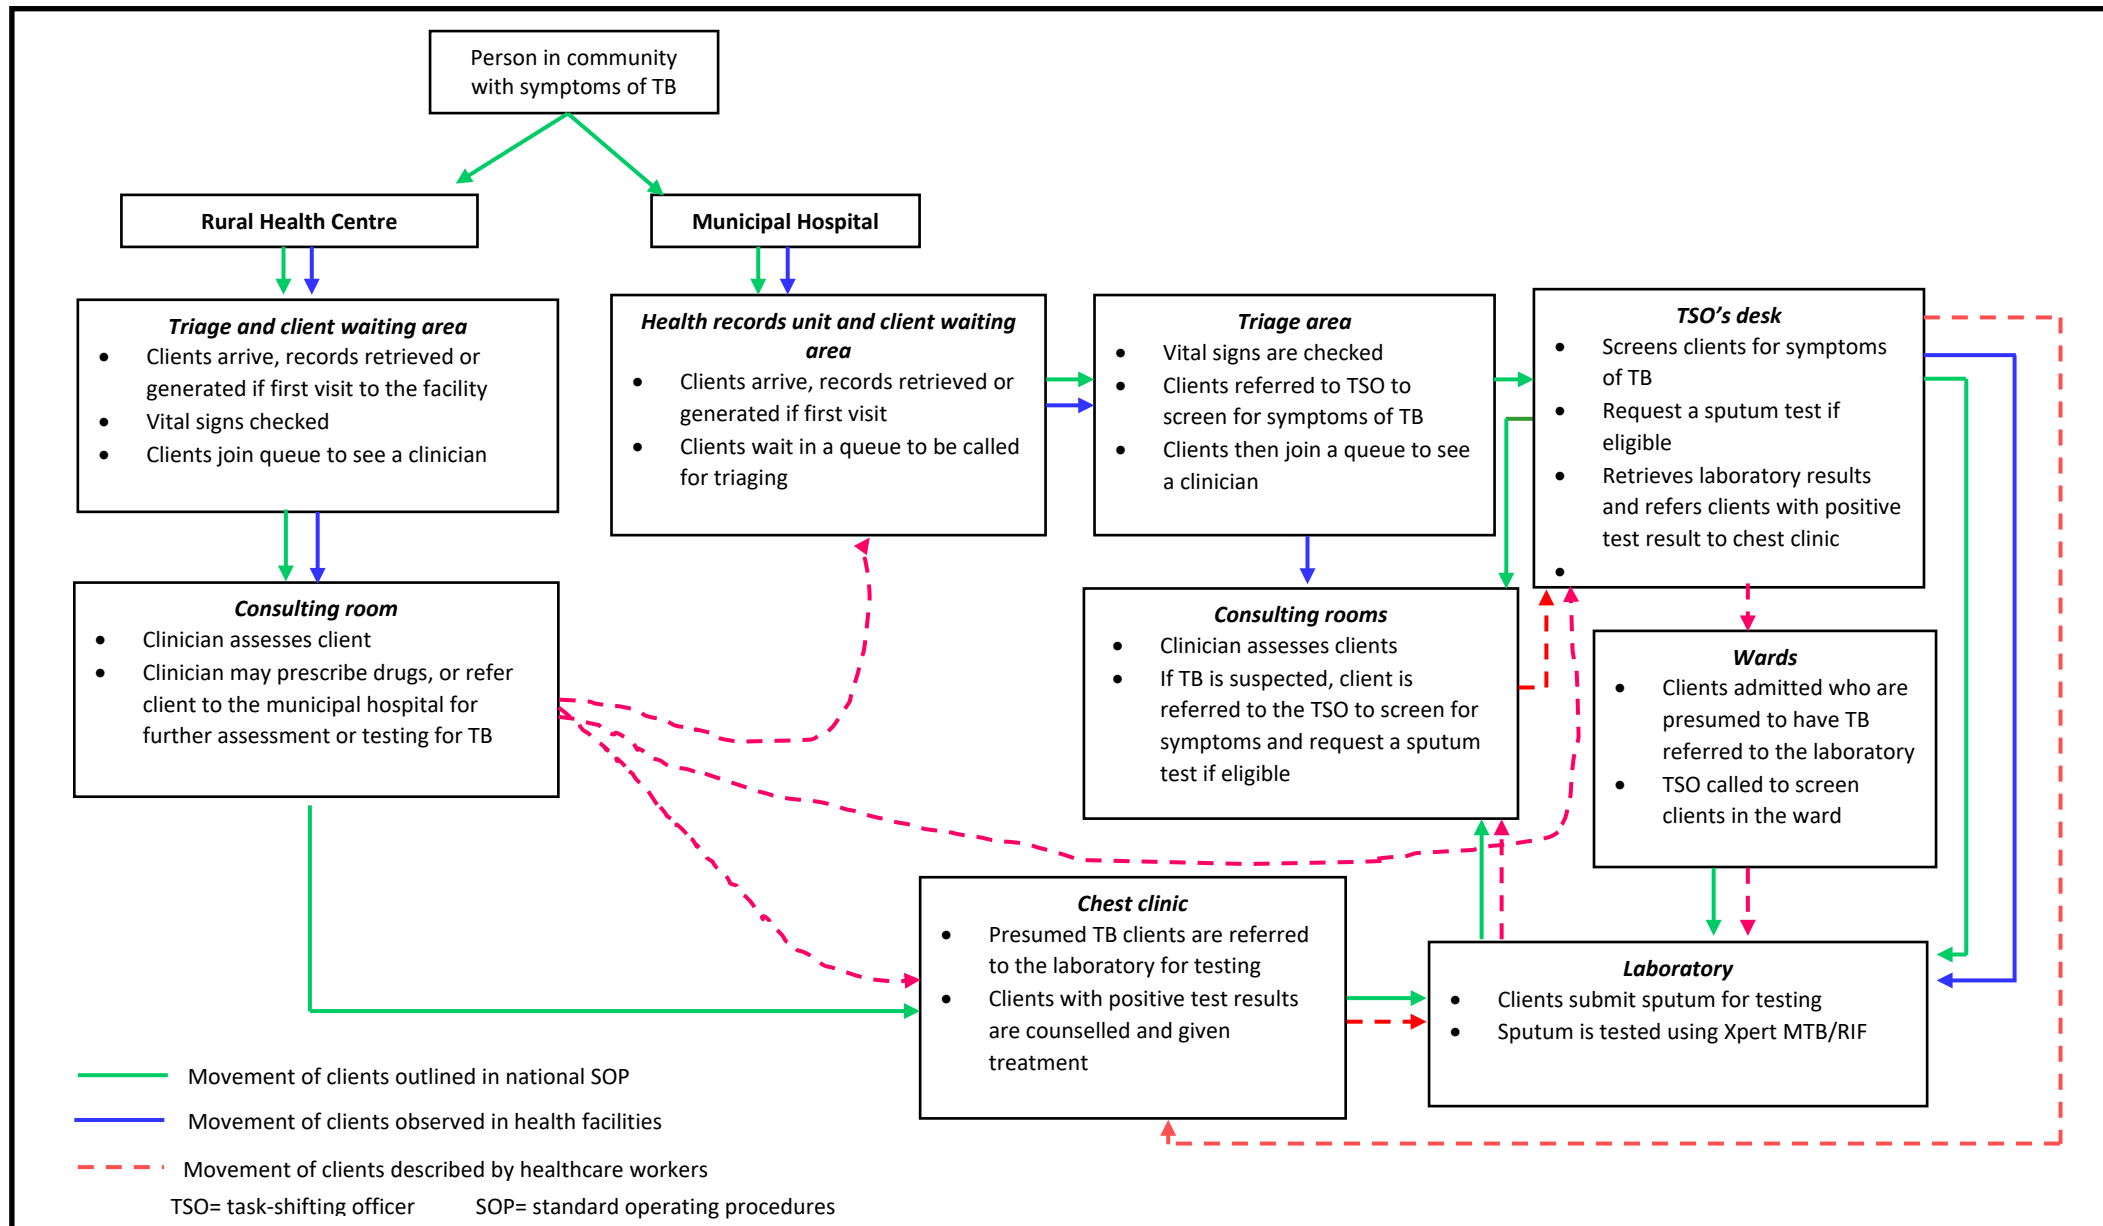 Person in community
with symptoms of TB
Rural Health Centre
Municipal Hospital
Triage and client waiting area
• Clients arrive, records retrieved or
generated if first visit to the facility
• Vital signs checked
• Clients join queue to see a clinician
Health records unit and client waiting
area
• Clients arrive, records retrieved or
generated if first visit
• Clients wait in a queue to be called
for triaging
Triage area
• Vital signs are checked
• Clients referred to TSO to
screen for symptoms of TB
• Clients then join a queue to see
a clinician
TSO’s desk
• Screens clients for symptoms
of TB
• Request a sputum test if
eligible
• Retrieves laboratory results
and refers clients with positive
test result to chest clinic
•
Consulting room
• Clinician assesses client
• Clinician may prescribe drugs, or refer
client to the municipal hospital for
further assessment or testing for TB
Consulting rooms
• Clinician assesses clients
• If TB is suspected, client is
referred to the TSO to screen for
symptoms and request a sputum
test if eligible
Wards
• Clients admitted who are
presumed to have TB
referred to the laboratory
• TSO called to screen
clients in the ward
Chest clinic
• Presumed TB clients are referred
to the laboratory for testing
• Clients with positive test results
are counselled and given
treatment
Laboratory
• Clients submit sputum for testing
• Sputum is tested using Xpert MTB/RIF
Movement of clients outlined in national SOP
Movement of clients observed in health facilities
Movement of clients described by healthcare workers
TSO= task-shifting officer SOP= standard operating procedures